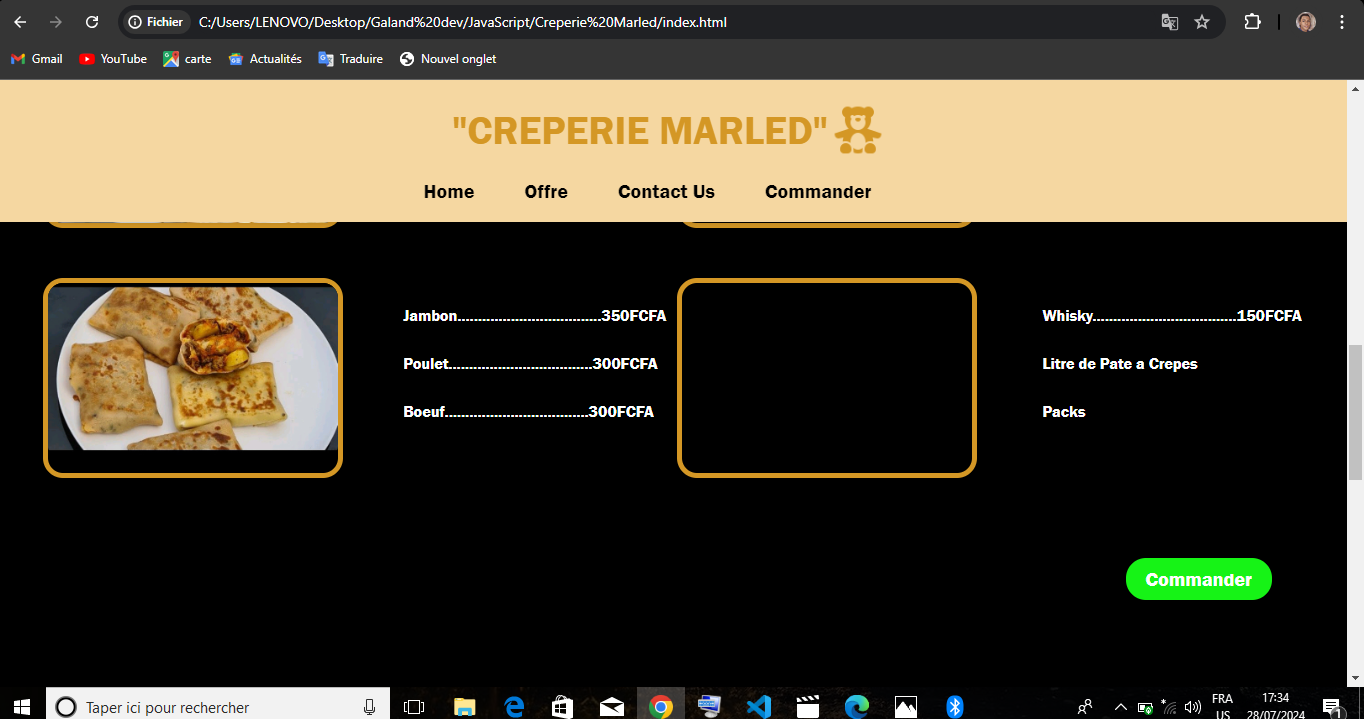 Fichier C:/Users/LENOVO/Desktop/Galand%20dev/JavaScript/Creperie%20Marled/index.html
Gmail YouTube carte Actualités Traduire Nouvel onglet
"CREPERIE MARLED"
Home Offre Contact Us Commander
Jambon...................................350FCFA
Poulet...................................300FCFA
Boeuf...................................300FCFA
Whisky...................................150FCFA
Litre de Pate a Crepes
Packs
Commander
Taper ici pour rechercher
FRA
US
17:34
28/07/2024
1